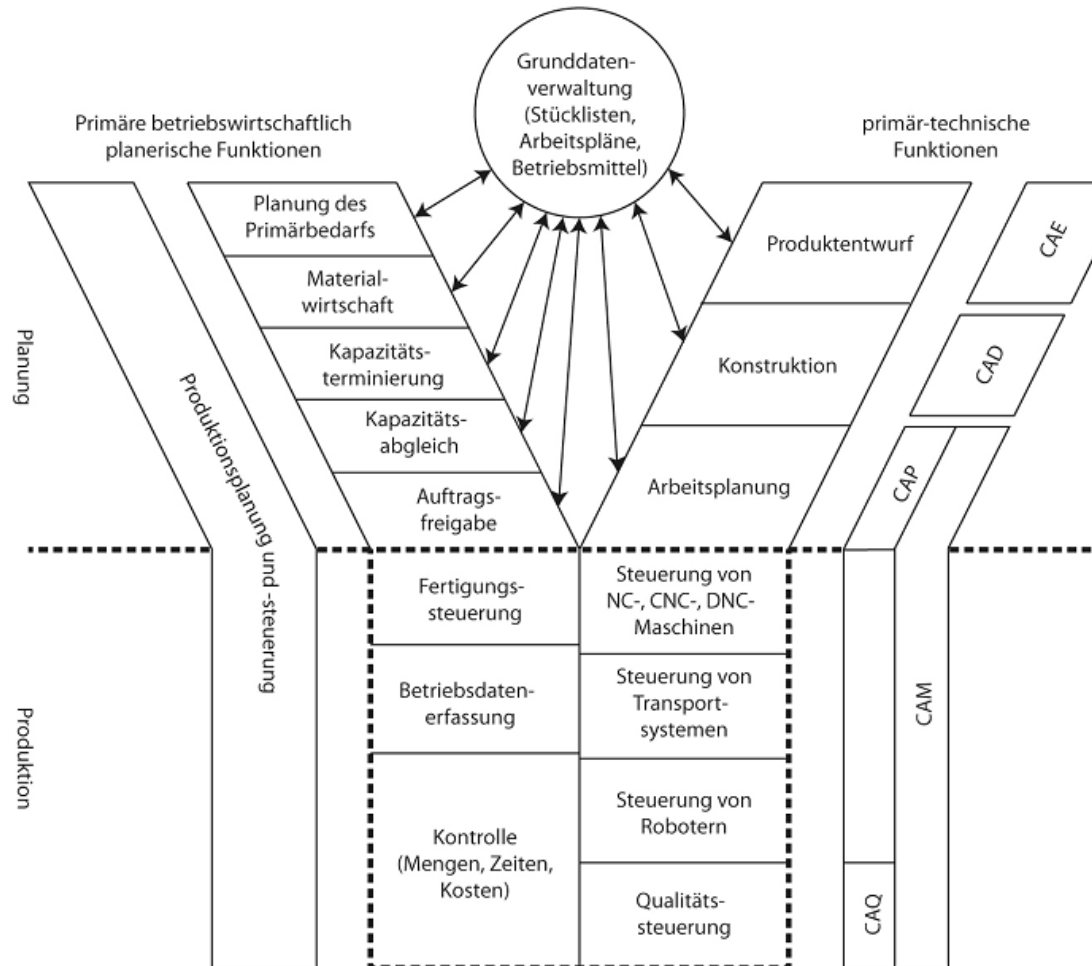 Grunddaten-
verwaltung
(Stücklisten,
Arbeitspläne,
Betriebsmittel)
Primäre betriebswirtschaftlich
planerische Funktionen
primär-technische
Funktionen
Planung
Produktion
Produktionsplanung und -steuerung
Planung des
Primärbedarfs
Material-
wirtschaft
Kapazitäts-
terminierung
Kapazitäts-
abgleich
Auftrags-
freigabe
Fertigungs-
steuerung
Betriebsdaten-
erfassung
Kontrolle
(Mengen, Zeiten,
Kosten)
Produktentwurf
Konstruktion
Arbeitsplanung
Steuerung von
NC-, CNC-, DNC-
Maschinen
Steuerung von
Transport-
systemen
Steuerung von
Robotern
Qualitäts-
steuerung
CAE
CAD
CAP
CAM
CAQ